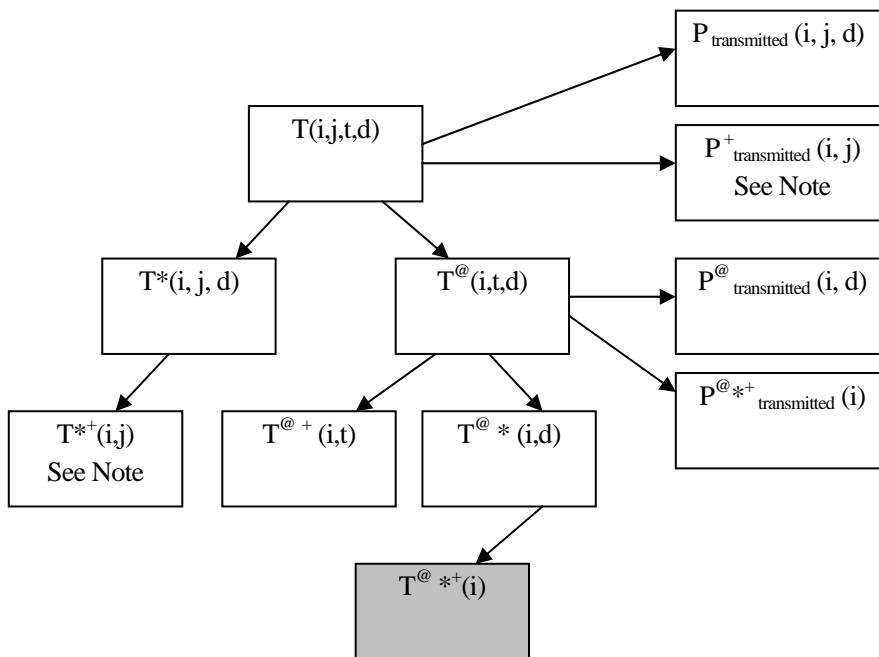 P transmitted (i, j, d)
T(i,j,t,d)
P+ transmitted (i, j)
See Note
T*(i, j, d)
T@(i,t,d)
P@ transmitted (i, d)
P@*+ transmitted (i)
T*+(i,j)
See Note
T@ + (i,t)
T@ * (i,d)
T@ *+(i)